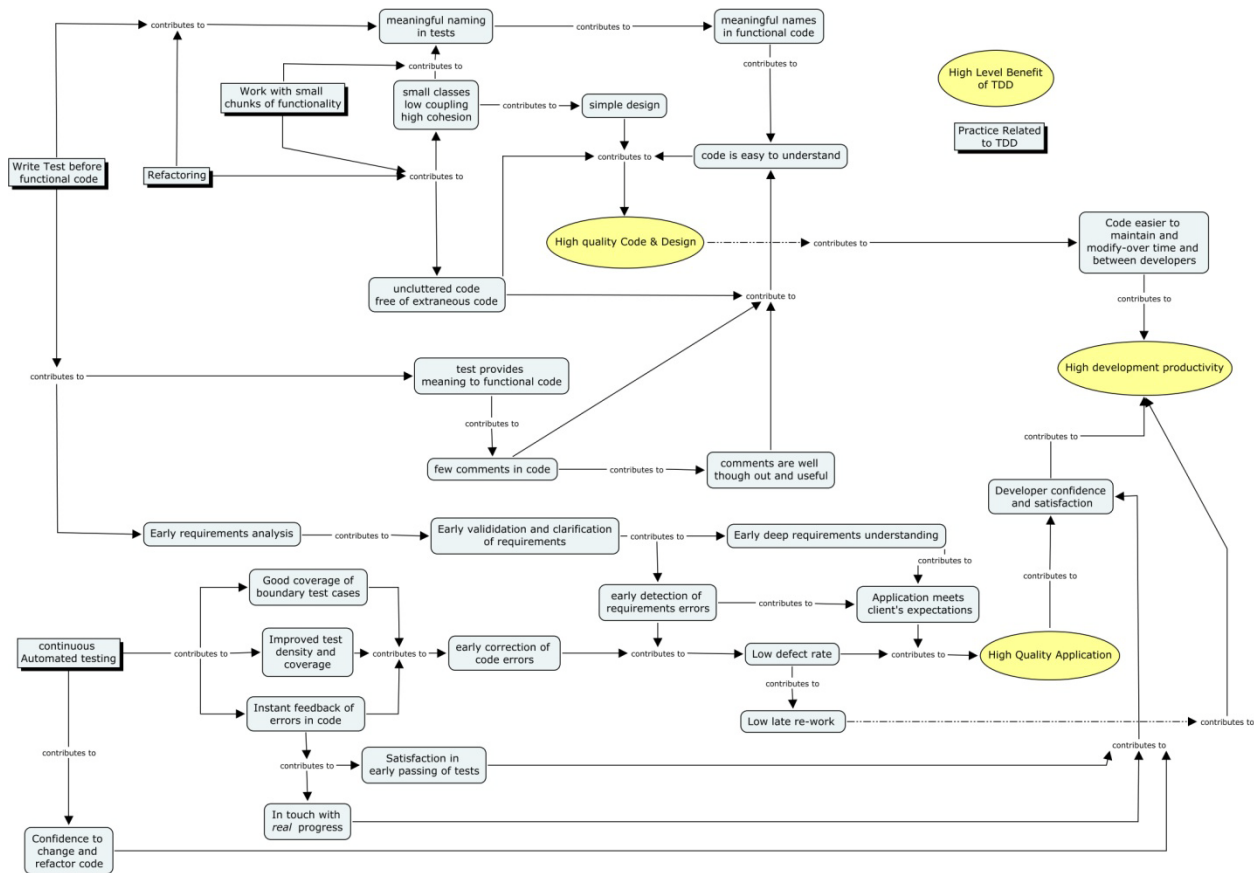 contributes to
meaningful naming
in tests
contributes to
meaningful names
in functional code
contributes to
contributes to
High Level Benefit
of TDD
contributes to
Work with small
chunks of functionality
small classes
low coupling
high cohesion
contributes to
simple design
Practice Related
to TDD
Write Test before
functional code
Refactoring
contributes to
contributes to
code is easy to understand
High quality Code & Design
contributes to
Code easier to
maintain and
modify-over time and
between developers
uncluttered code
free of extraneous code
contribute to
contributes to
contributes to
test provides
meaning to functional code
High development productivity
contributes to
contributes to
few comments in code
contributes to
comments are well
though out and useful
Developer confidence
and satisfaction
Early requirements analysis
contributes to
Early valididation and clarification
of requirements
contributes to
Early deep requirements understanding
contributes to
contributes to
Good coverage of
boundary test cases
early detection of
requirements errors
contributes to
Application meets
client's expectations
continuous
Automated testing
contributes to
Improved test
density and
coverage
contributes to
early correction of
code errors
contributes to
Low defect rate
contributes to
High Quality Application
contributes to
Instant feedback of
errors in code
Low late re-work
contributes to
contributes to
contributes to
contributes to
Satisfaction in
early passing of tests
In touch with
real progress
Confidence to
change and
refactor code